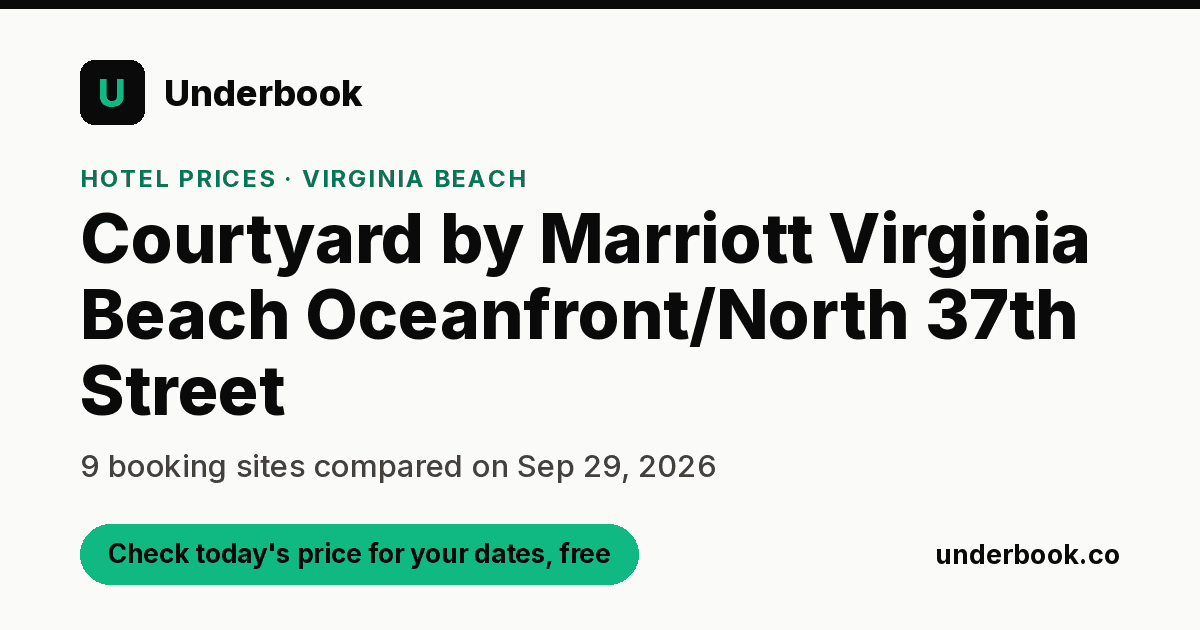 U Underbook
HOTEL PRICES · VIRGINIA BEACH
Courtyard by Marriott Virginia
Beach Oceanfront/North 37th
Street
9 booking sites compared on Sep 29, 2026
Check today's price for your dates, free
underbook.co